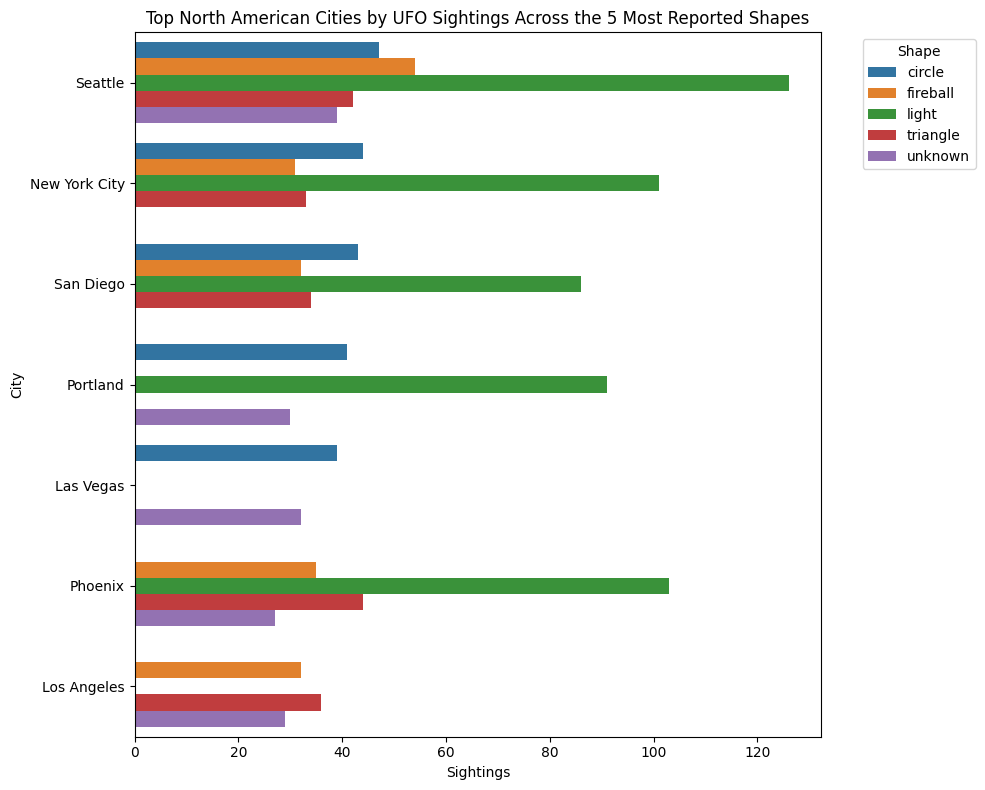 Top North American Cities by UFO Sightings Across the 5 Most Reported Shapes
Shape
circle
fireball
light
triangle
unknown
City
Seattle
New York City
San Diego
Portland
Las Vegas
Phoenix
Los Angeles
0 20 40 60 80 100 120
Sightings